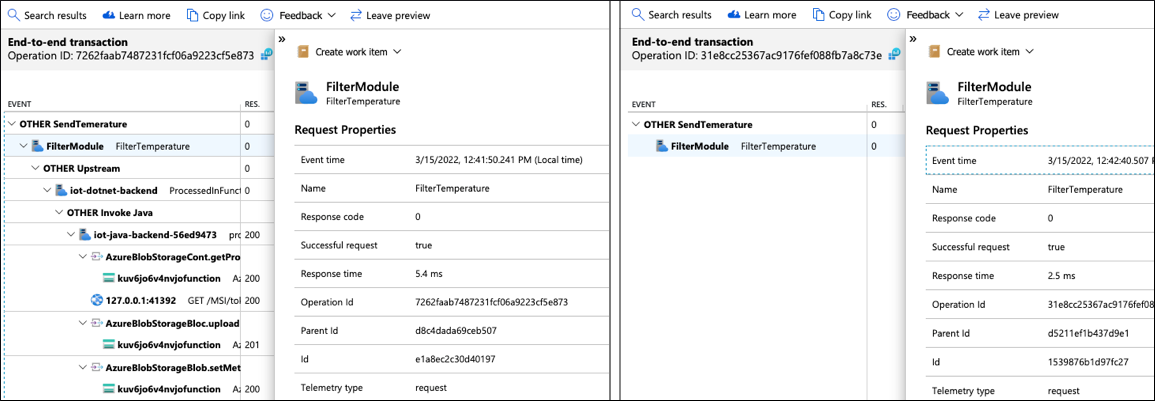 Search results Learn more Copy link Feedback Leave preview
End-to-end transaction
Operation ID: 7262faab7487231fcf06a9223cf5e873
EVENT RES.
OTHER SendTemerature 0
FilterModule FilterTemperature 0
OTHER Upstream
iot-dotnet-backend ProcessedInFunct 0
OTHER Invoke Java
iot-java-backend-56ed9473 pro 200
AzureBlobStorageCont.getPro
kuv6jo6v4nvjofunction Az 200
127.0.0.1:41392 GET /MSI/tol 200
AzureBlobStorageBloc.upload
kuv6jo6v4nvjofunction Az 201
AzureBlobStorageBlob.setMet
kuv6jo6v4nvjofunction Az 200
»
Create work item
FilterModule
FilterTemperature
Request Properties
Event time 3/15/2022, 12:41:50.241 PM (Local time)
Name FilterTemperature
Response code 0
Successful request true
Response time 5.4 ms
Operation Id 7262faab7487231fcf06a9223cf5e873
Parent Id d8c4dada69ceb507
Id e1a8ec2c30d40197
Telemetry type request
Search results Learn more Copy link Feedback Leave preview
End-to-end transaction
Operation ID: 31e8cc25367ac9176fef088fb7a8c73e
EVENT RES.
OTHER SendTemerature 0
FilterModule FilterTemperature 0
»
Create work item
FilterModule
FilterTemperature
Request Properties
Event time 3/15/2022, 12:42:40.507 P
Name FilterTemperature
Response code 0
Successful request true
Response time 2.5 ms
Operation Id 31e8cc25367ac9176fef08
Parent Id d5211ef1b437d9e1
Id 1539876b1d97fc27
Telemetry type request